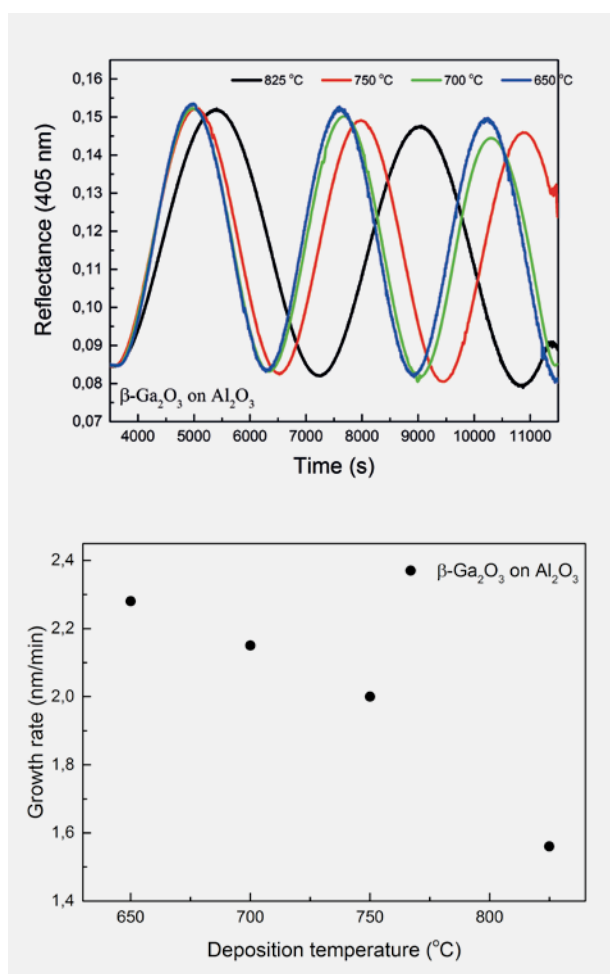 825 °C 750 °C 700 °C 650 °C
0,16
0,15
0,14
0,13
0,12
0,11
0,10
0,09
0,08
0,07
Reflectance (405 nm)
β-Ga₂O₃ on Al₂O₃
4000 5000 6000 7000 8000 9000 10000 11000
Time (s)
2,4
2,2
2,0
1,8
1,6
1,4
Growth rate (nm/min)
β-Ga₂O₃ on Al₂O₃
650 700 750 800
Deposition temperature (°C)